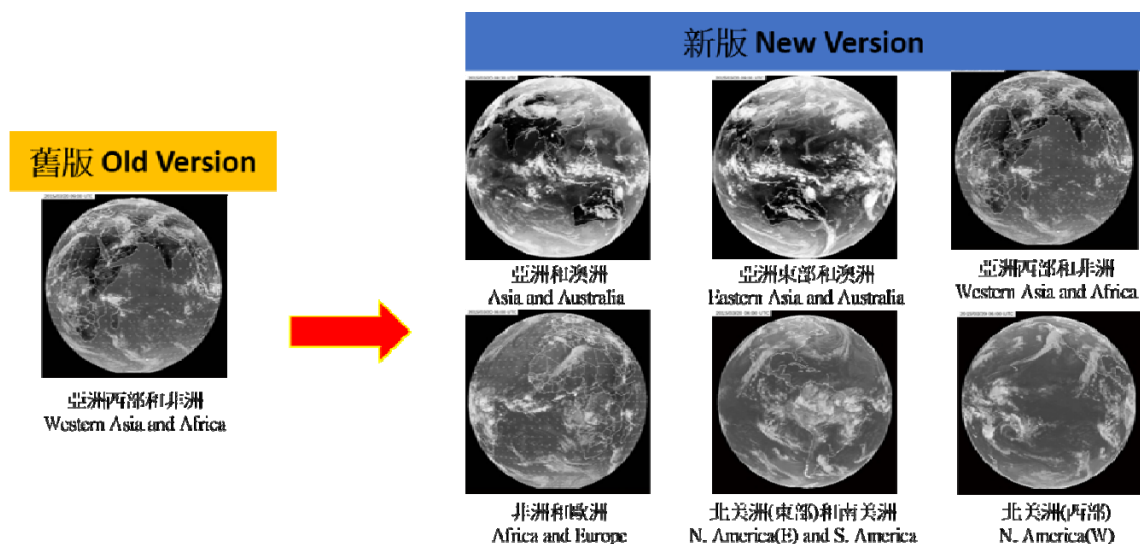 新版 New Version
舊版 Old Version
亞洲西部和非洲
Western Asia and Africa
亞洲和澳洲
Asia and Australia
亞洲東部和澳洲
Eastern Asia and Australia
亞洲西部和非洲
Western Asia and Africa
非洲和歐洲
Africa and Europe
北美洲(東部)和南美洲
N. America(E) and S. America
北美洲(西部)
N. America(W)